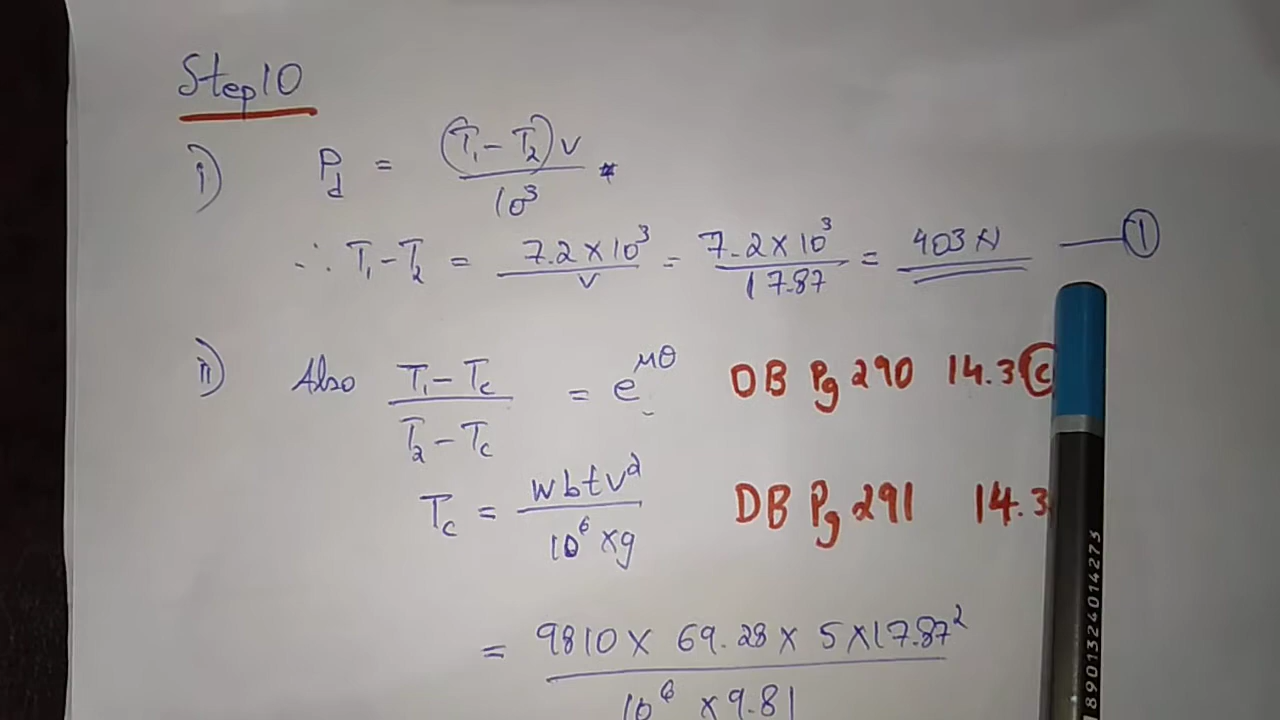 Step 10
i) Pd = (T1 - T2) v / 10³
∴ T1 - T2 = 7.2 × 10³ / v = 7.2 × 10³ / 17.87 = 403 N — ①
ii) Also (T1 - Tc) / (T2 - Tc) = e^μθ DB Pg 290 14.3 ⓒ
Tc = w b t v² / 10⁶ × g DB Pg 291 14.3
= 9810 × 69.28 × 5 × 17.87² / 10⁶ × 9.81
8901324014273